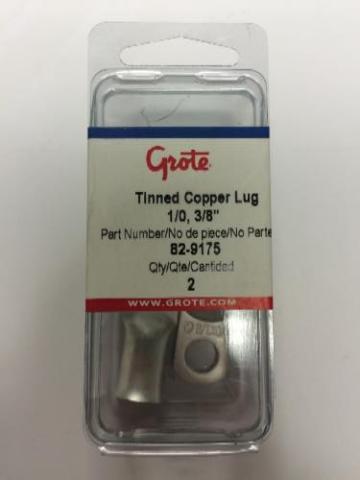 Grote
Tinned Copper Lug
1/0, 3/8"
Part Number/No de piece/No Parte
82-9175
Qty/Qte/Cantidad
2
WWW.GROTE.COM